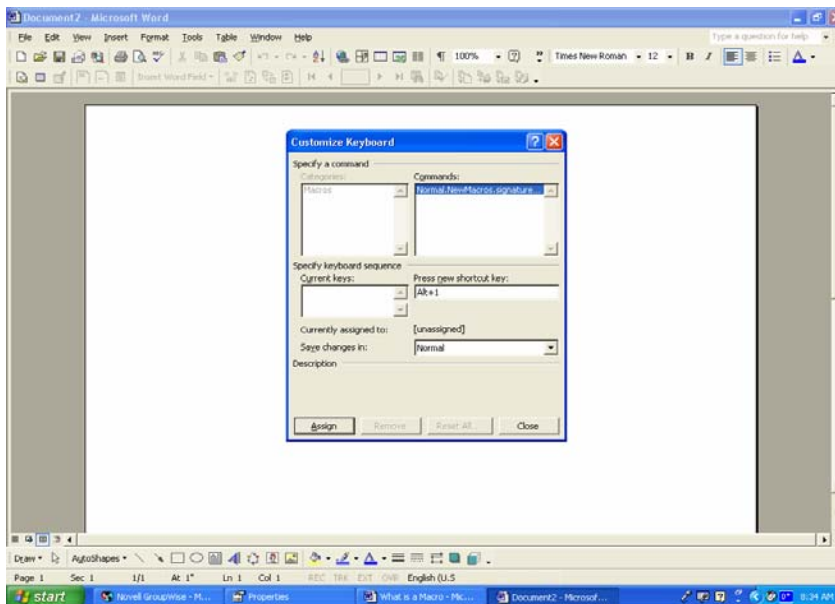 Document2 - Microsoft Word
File Edit View Insert Format Tools Table Window Help Type a question for help
100% Times New Roman 12 B I A
Insert Word Field
Customize Keyboard
Specify a command
Categories: Commands:
Macros Normal.NewMacros.signature...
Specify keyboard sequence
Current keys: Press new shortcut key:
Alt+1
Currently assigned to: [unassigned]
Save changes in: Normal
Description
Assign Remove Reset All... Close
Draw AutoShapes
Page 1 Sec 1 1/1 At 1" Ln 1 Col 1 REC TRK EXT OVR English (U.S
start Novell GroupWise - M... Properties What is a Macro - Mic... Document2 - Microsof... 8:34 AM